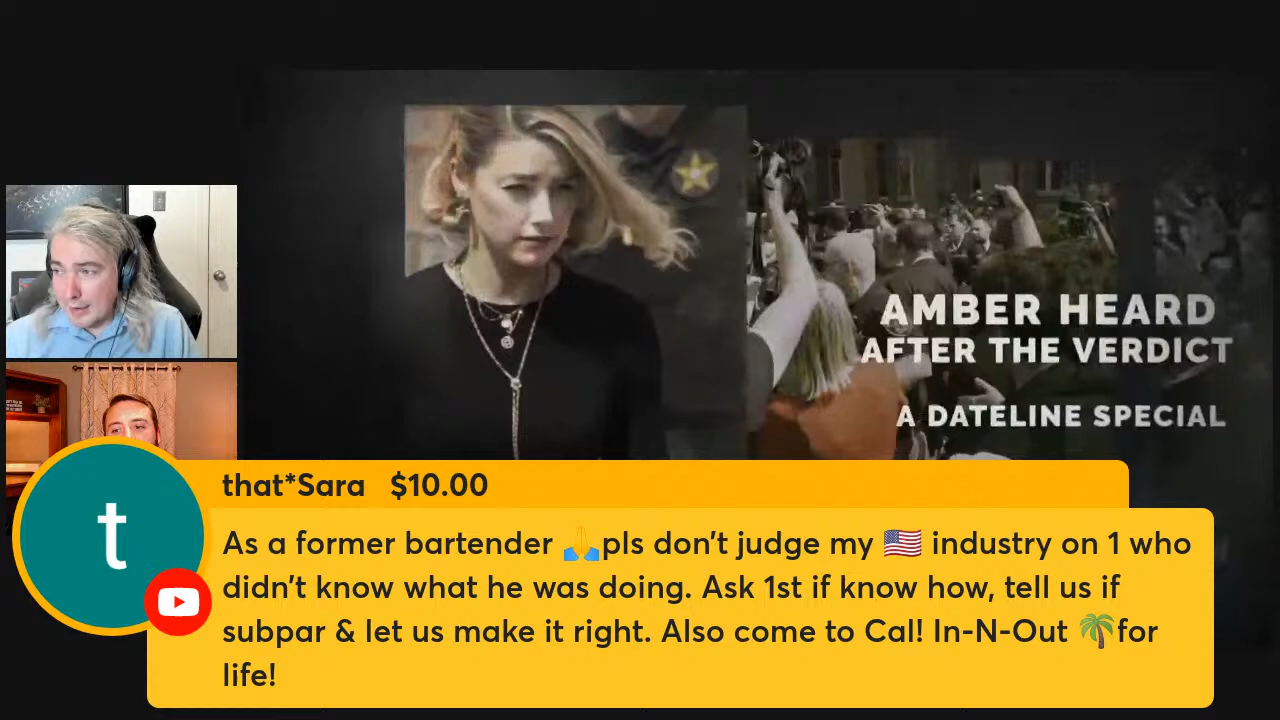 AMBER HEARD
AFTER THE VERDICT
A DATELINE SPECIAL
that*Sara $10.00
t
As a former bartender 🙏pls don't judge my 🇺🇸 industry on 1 who
didn't know what he was doing. Ask 1st if know how, tell us if
subpar & let us make it right. Also come to Cal! In-N-Out 🌴for
life!